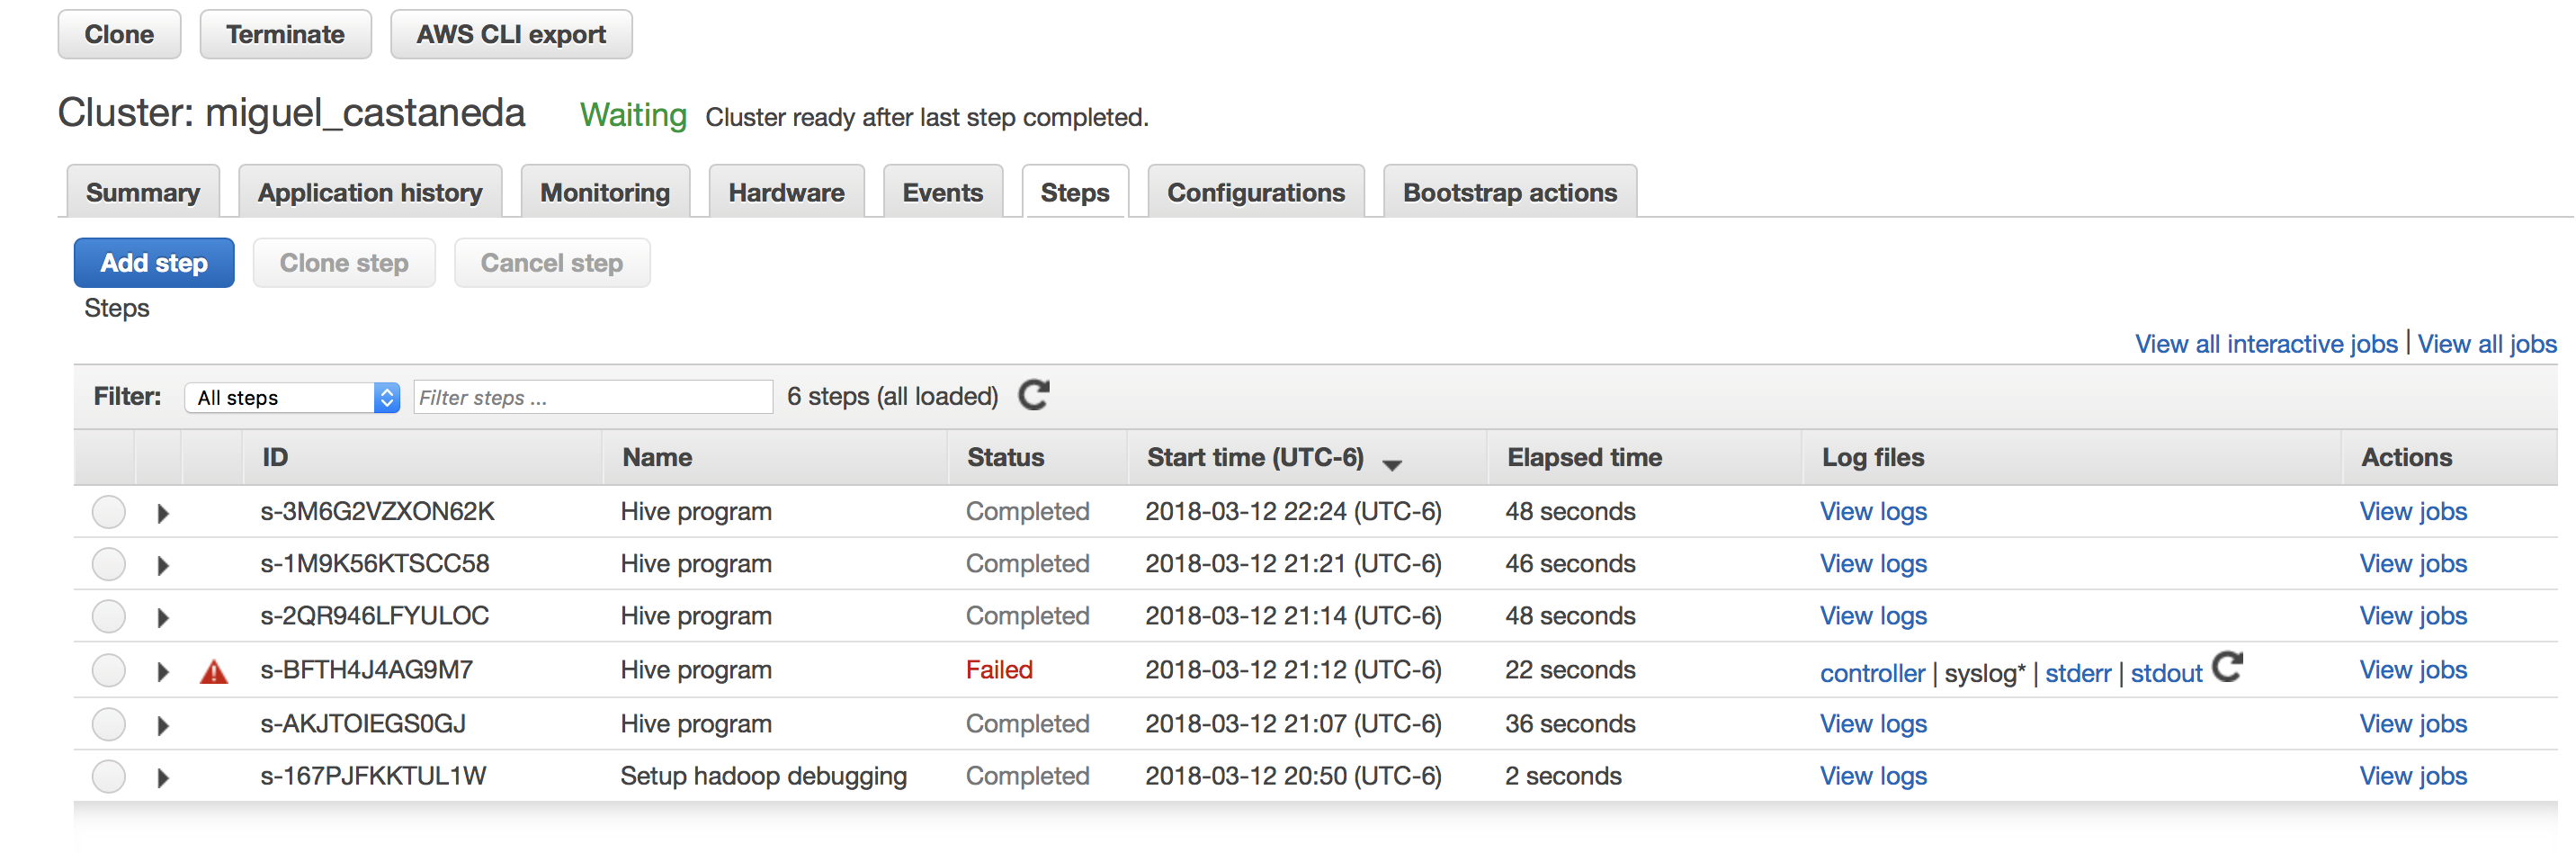 Clone Terminate AWS CLI export
Cluster: miguel_castaneda Waiting Cluster ready after last step completed.
Summary Application history Monitoring Hardware Events Steps Configurations Bootstrap actions
Add step Clone step Cancel step
Steps
View all interactive jobs | View all jobs
Filter: All steps Filter steps ... 6 steps (all loaded)
ID Name Status Start time (UTC-6) Elapsed time Log files Actions
s-3M6G2VZXON62K Hive program Completed 2018-03-12 22:24 (UTC-6) 48 seconds View logs View jobs
s-1M9K56KTSCC58 Hive program Completed 2018-03-12 21:21 (UTC-6) 46 seconds View logs View jobs
s-2QR946LFYULOC Hive program Completed 2018-03-12 21:14 (UTC-6) 48 seconds View logs View jobs
s-BFTH4J4AG9M7 Hive program Failed 2018-03-12 21:12 (UTC-6) 22 seconds controller | syslog* | stderr | stdout View jobs
s-AKJTOIEGS0GJ Hive program Completed 2018-03-12 21:07 (UTC-6) 36 seconds View logs View jobs
s-167PJFKKTUL1W Setup hadoop debugging Completed 2018-03-12 20:50 (UTC-6) 2 seconds View logs View jobs